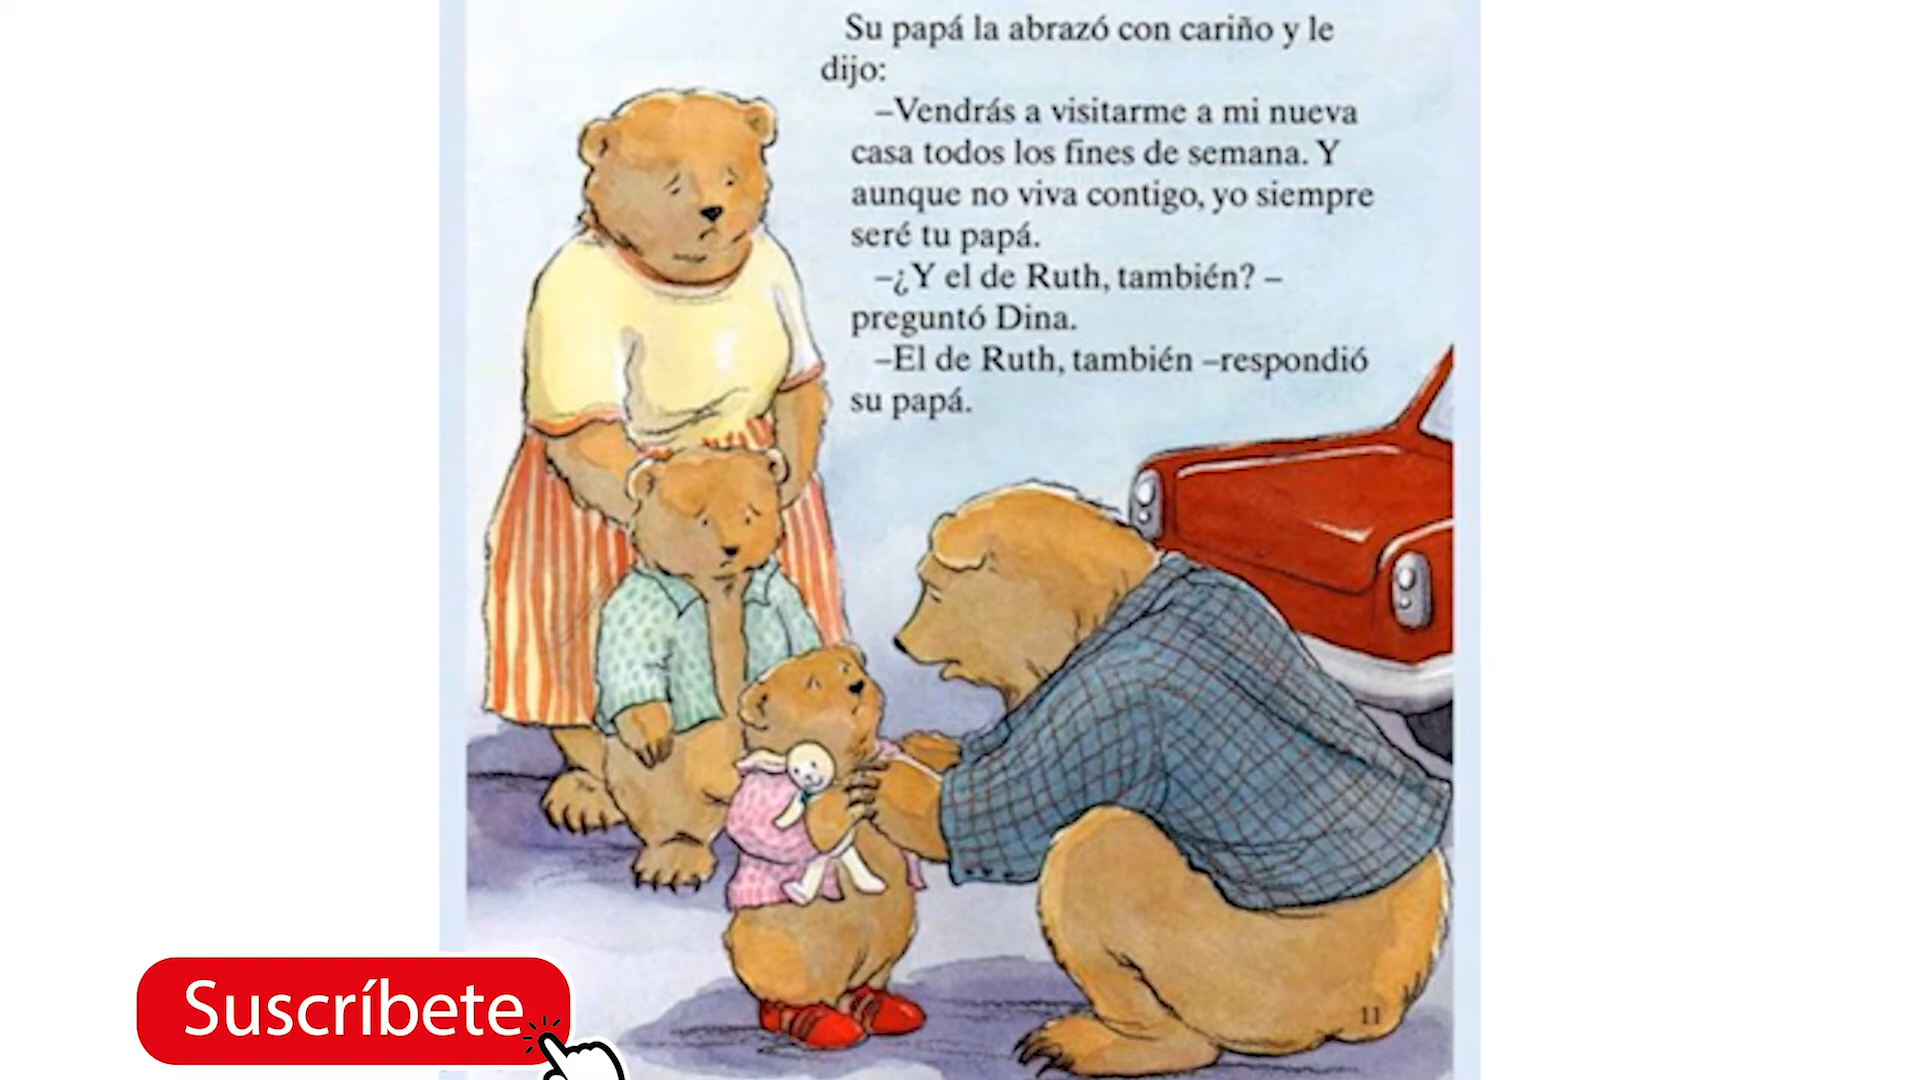 Su papá la abrazó con cariño y le
dijo:
–Vendrás a visitarme a mi nueva
casa todos los fines de semana. Y
aunque no viva contigo, yo siempre
seré tu papá.
–¿Y el de Ruth, también? –
preguntó Dina.
–El de Ruth, también –respondió
su papá.
11
Suscríbete